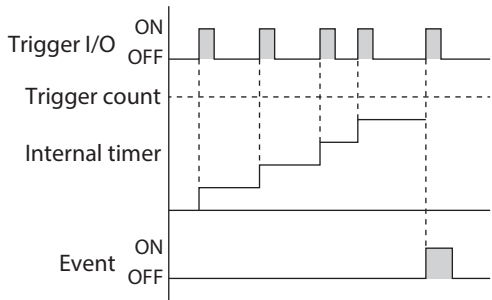 ON
Trigger I/O
OFF
Trigger count
Internal timer
ON
Event
OFF